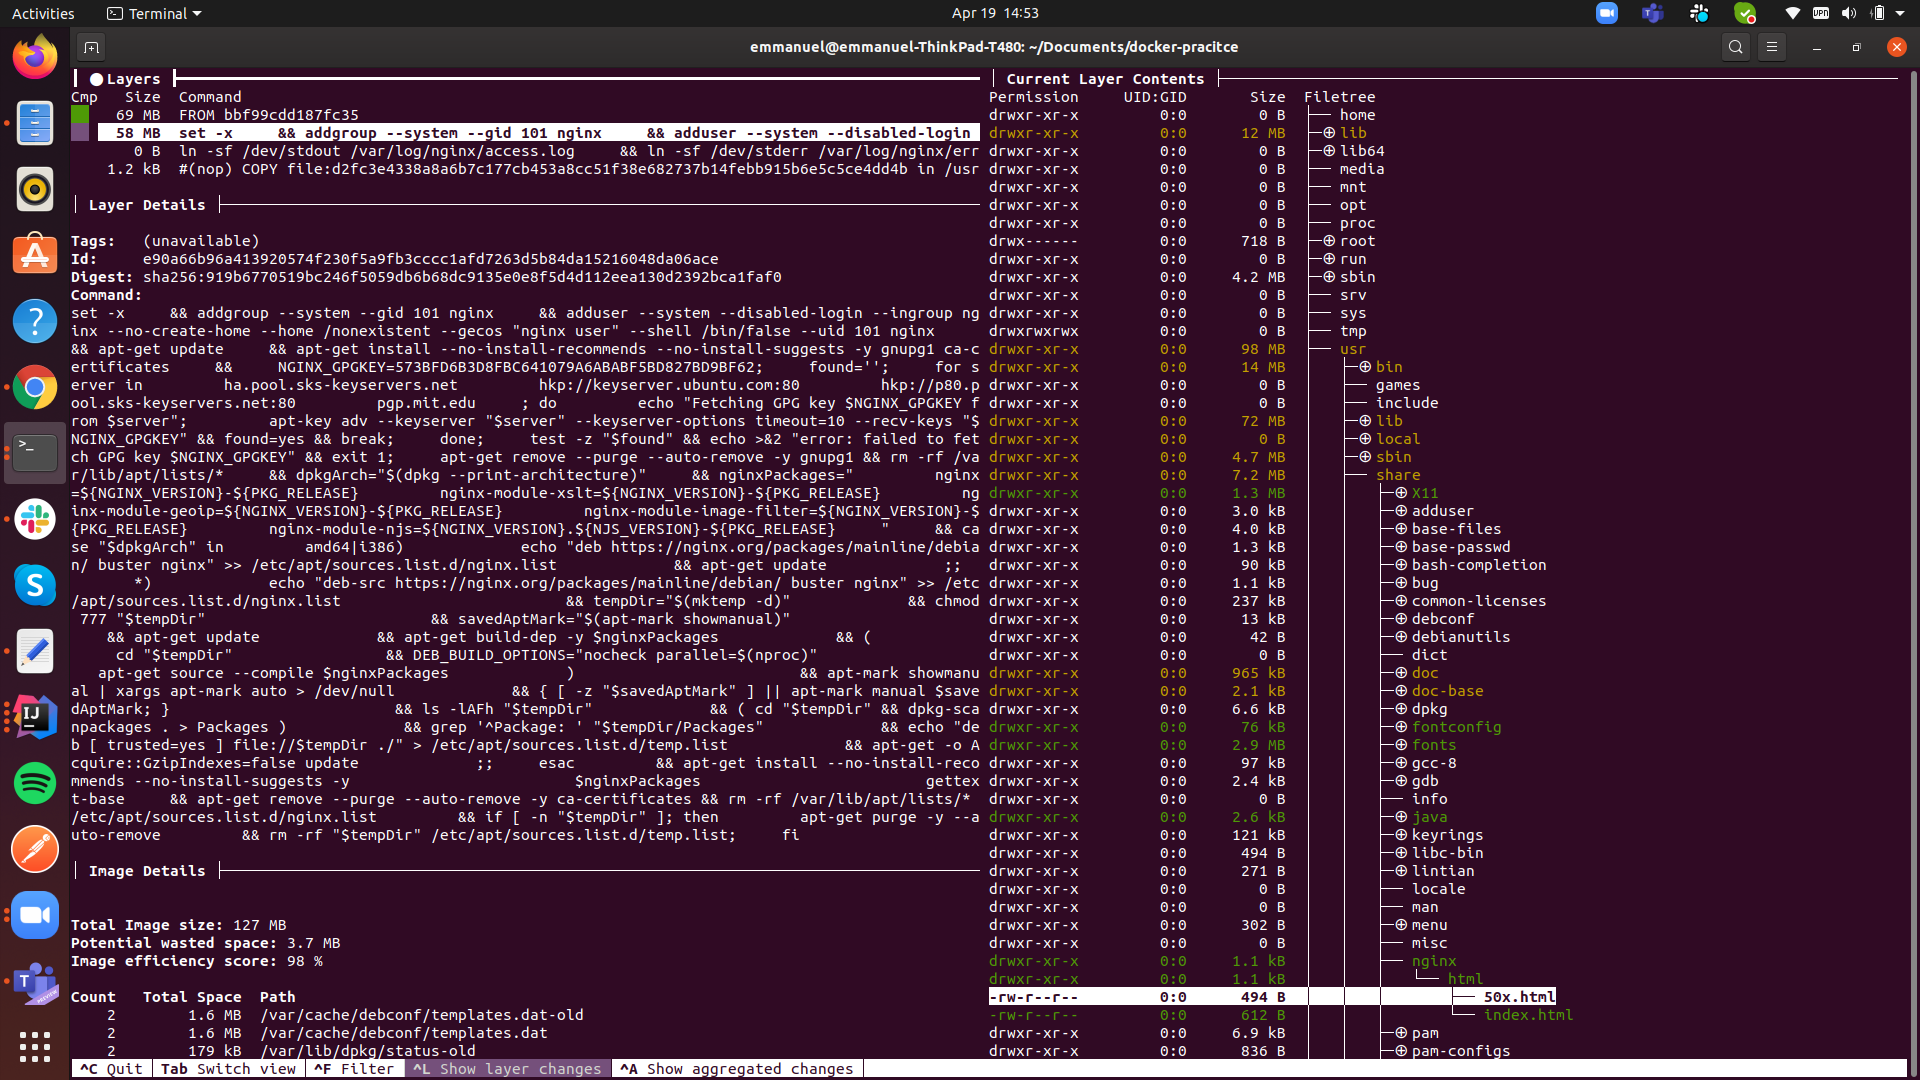 Activities
Terminal
Apr 19 14:53
VPN
emmanuel@emmanuel-ThinkPad-T480: ~/Documents/docker-pracitce
Layers
Cmp Size Command
69 MB FROM bbf99cdd187fc35
58 MB set -x && addgroup --system --gid 101 nginx && adduser --system --disabled-login
0 B ln -sf /dev/stdout /var/log/nginx/access.log && ln -sf /dev/stderr /var/log/nginx/err
1.2 kB #(nop) COPY file:d2fc3e4338a8a6b7c177cb453a8cc51f38e682737b14febb915b6e5c5ce4dd4b in /usr
Layer Details
Tags: (unavailable)
Id: e90a66b96a413920574f230f5a9fb3cccc1afd7263d5b84da15216048da06ace
Digest: sha256:919b6770519bc246f5059db6b68dc9135e0e8f5d4d112eea130d2392bca1faf0
Command:
set -x && addgroup --system --gid 101 nginx && adduser --system --disabled-login --ingroup ng
inx --no-create-home --home /nonexistent --gecos "nginx user" --shell /bin/false --uid 101 nginx
&& apt-get update && apt-get install --no-install-recommends --no-install-suggests -y gnupg1 ca-c
ertificates && NGINX_GPGKEY=573BFD6B3D8FBC641079A6ABABF5BD827BD9BF62; found=''; for s
erver in ha.pool.sks-keyservers.net hkp://keyserver.ubuntu.com:80 hkp://p80.p
ool.sks-keyservers.net:80 pgp.mit.edu ; do echo "Fetching GPG key $NGINX_GPGKEY f
rom $server"; apt-key adv --keyserver "$server" --keyserver-options timeout=10 --recv-keys "$
NGINX_GPGKEY" && found=yes && break; done; test -z "$found" && echo >&2 "error: failed to fet
ch GPG key $NGINX_GPGKEY" && exit 1; apt-get remove --purge --auto-remove -y gnupg1 && rm -rf /va
r/lib/apt/lists/* && dpkgArch="$(dpkg --print-architecture)" && nginxPackages=" nginx
=${NGINX_VERSION}-${PKG_RELEASE} nginx-module-xslt=${NGINX_VERSION}-${PKG_RELEASE} ng
inx-module-geoip=${NGINX_VERSION}-${PKG_RELEASE} nginx-module-image-filter=${NGINX_VERSION}-$
{PKG_RELEASE} nginx-module-njs=${NGINX_VERSION}.${NJS_VERSION}-${PKG_RELEASE} " && ca
se "$dpkgArch" in amd64|i386) echo "deb https://nginx.org/packages/mainline/debia
n/ buster nginx" >> /etc/apt/sources.list.d/nginx.list && apt-get update ;;
*) echo "deb-src https://nginx.org/packages/mainline/debian/ buster nginx" >> /etc
/apt/sources.list.d/nginx.list && tempDir="$(mktemp -d)" && chmod
777 "$tempDir" && savedAptMark="$(apt-mark showmanual)"
&& apt-get update && apt-get build-dep -y $nginxPackages && (
cd "$tempDir" && DEB_BUILD_OPTIONS="nocheck parallel=$(nproc)"
apt-get source --compile $nginxPackages ) && apt-mark showmanu
al | xargs apt-mark auto > /dev/null && { [ -z "$savedAptMark" ] || apt-mark manual $save
dAptMark; } && ls -lAFh "$tempDir" && ( cd "$tempDir" && dpkg-sca
npackages . > Packages ) && grep '^Package: ' "$tempDir/Packages" && echo "de
b [ trusted=yes ] file://$tempDir ./" > /etc/apt/sources.list.d/temp.list && apt-get -o A
cquire::GzipIndexes=false update ;; esac && apt-get install --no-install-reco
mmends --no-install-suggests -y $nginxPackages gettex
t-base && apt-get remove --purge --auto-remove -y ca-certificates && rm -rf /var/lib/apt/lists/*
/etc/apt/sources.list.d/nginx.list && if [ -n "$tempDir" ]; then apt-get purge -y --a
uto-remove && rm -rf "$tempDir" /etc/apt/sources.list.d/temp.list; fi
Image Details
Total Image size: 127 MB
Potential wasted space: 3.7 MB
Image efficiency score: 98 %
Count Total Space Path
2 1.6 MB /var/cache/debconf/templates.dat-old
2 1.6 MB /var/cache/debconf/templates.dat
2 179 kB /var/lib/dpkg/status-old
Current Layer Contents
Permission UID:GID Size Filetree
drwxr-xr-x 0:0 0 B home
drwxr-xr-x 0:0 12 MB lib
drwxr-xr-x 0:0 0 B lib64
drwxr-xr-x 0:0 0 B media
drwxr-xr-x 0:0 0 B mnt
drwxr-xr-x 0:0 0 B opt
drwxr-xr-x 0:0 0 B proc
drwx------ 0:0 718 B root
drwxr-xr-x 0:0 0 B run
drwxr-xr-x 0:0 4.2 MB sbin
drwxr-xr-x 0:0 0 B srv
drwxr-xr-x 0:0 0 B sys
drwxrwxrwx 0:0 0 B tmp
drwxr-xr-x 0:0 98 MB usr
drwxr-xr-x 0:0 14 MB bin
drwxr-xr-x 0:0 0 B games
drwxr-xr-x 0:0 0 B include
drwxr-xr-x 0:0 72 MB lib
drwxr-xr-x 0:0 0 B local
drwxr-xr-x 0:0 4.7 MB sbin
drwxr-xr-x 0:0 7.2 MB share
drwxr-xr-x 0:0 1.3 MB X11
drwxr-xr-x 0:0 3.0 kB adduser
drwxr-xr-x 0:0 4.0 kB base-files
drwxr-xr-x 0:0 1.3 kB base-passwd
drwxr-xr-x 0:0 90 kB bash-completion
drwxr-xr-x 0:0 1.1 kB bug
drwxr-xr-x 0:0 237 kB common-licenses
drwxr-xr-x 0:0 13 kB debconf
drwxr-xr-x 0:0 42 B debianutils
drwxr-xr-x 0:0 0 B dict
drwxr-xr-x 0:0 965 kB doc
drwxr-xr-x 0:0 2.1 kB doc-base
drwxr-xr-x 0:0 6.6 kB dpkg
drwxr-xr-x 0:0 76 kB fontconfig
drwxr-xr-x 0:0 2.9 MB fonts
drwxr-xr-x 0:0 97 kB gcc-8
drwxr-xr-x 0:0 2.4 kB gdb
drwxr-xr-x 0:0 0 B info
drwxr-xr-x 0:0 2.6 kB java
drwxr-xr-x 0:0 121 kB keyrings
drwxr-xr-x 0:0 494 B libc-bin
drwxr-xr-x 0:0 271 B lintian
drwxr-xr-x 0:0 0 B locale
drwxr-xr-x 0:0 0 B man
drwxr-xr-x 0:0 302 B menu
drwxr-xr-x 0:0 0 B misc
drwxr-xr-x 0:0 1.1 kB nginx
drwxr-xr-x 0:0 1.1 kB html
-rw-r--r-- 0:0 494 B 50x.html
-rw-r--r-- 0:0 612 B index.html
drwxr-xr-x 0:0 6.9 kB pam
drwxr-xr-x 0:0 836 B pam-configs
^C Quit Tab Switch view ^F Filter ^L Show layer changes ^A Show aggregated changes